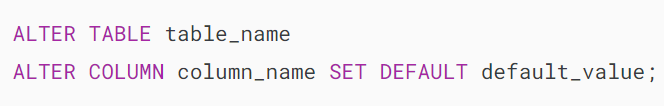 ALTER TABLE table_name
ALTER COLUMN column_name SET DEFAULT default_value;